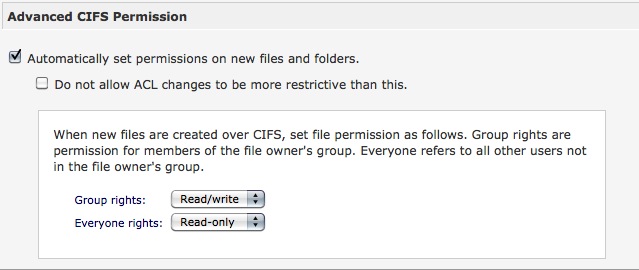 Advanced CIFS Permission
Automatically set permissions on new files and folders.
Do not allow ACL changes to be more restrictive than this.
When new files are created over CIFS, set file permission as follows. Group rights are
permission for members of the file owner's group. Everyone refers to all other users not
in the file owner's group.
Group rights: Read/write
Everyone rights: Read-only